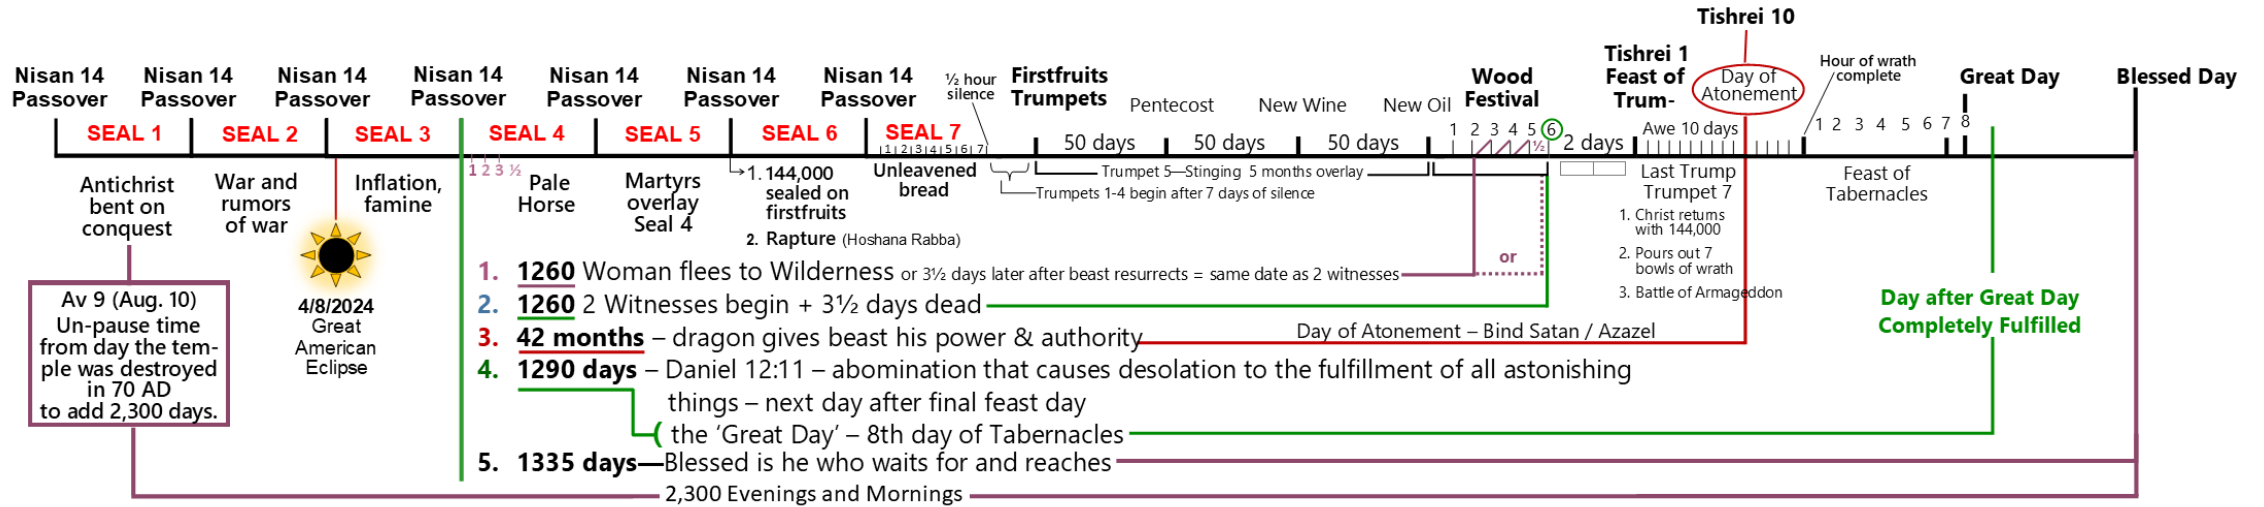 Tishrei 10
Nisan 14
Passover
Nisan 14
Passover
Nisan 14
Passover
Nisan 14
Passover
Nisan 14
Passover
Nisan 14
Passover
Nisan 14
Passover
½ hour
silence
Firstfruits
Trumpets
Pentecost
New Wine
New Oil
Wood
Festival
Tishrei 1
Feast of
Trum-
Day of
Atonement
Hour of wrath
complete
Great Day
Blessed Day
SEAL 1
SEAL 2
SEAL 3
SEAL 4
SEAL 5
SEAL 6
SEAL 7
1 2 3 4 5 6 7
50 days
50 days
50 days
1 2 3 4 5 6
½
2 days
Awe 10 days
1 2 3 4 5 6 7 8
Antichrist
bent on
conquest
War and
rumors
of war
Inflation,
famine
1 2 3 ½
Pale
Horse
Martyrs
overlay
Seal 4
1. 144,000
sealed on
firstfruits
2. Rapture (Hoshana Rabba)
Unleavened
bread
Trumpet 5—Stinging 5 months overlay
Trumpets 1-4 begin after 7 days of silence
Last Trump
Trumpet 7
1. Christ returns
with 144,000
2. Pours out 7
bowls of wrath
3. Battle of Armageddon
Feast of
Tabernacles
Av 9 (Aug. 10)
Un-pause time
from day the tem-
ple was destroyed
in 70 AD
to add 2,300 days.
4/8/2024
Great
American
Eclipse
1. 1260 Woman flees to Wilderness or 3½ days later after beast resurrects = same date as 2 witnesses
or
2. 1260 2 Witnesses begin + 3½ days dead
3. 42 months – dragon gives beast his power & authority
Day of Atonement – Bind Satan / Azazel
4. 1290 days – Daniel 12:11 – abomination that causes desolation to the fulfillment of all astonishing
things – next day after final feast day
the ‘Great Day’ – 8th day of Tabernacles
Day after Great Day
Completely Fulfilled
5. 1335 days—Blessed is he who waits for and reaches
2,300 Evenings and Mornings